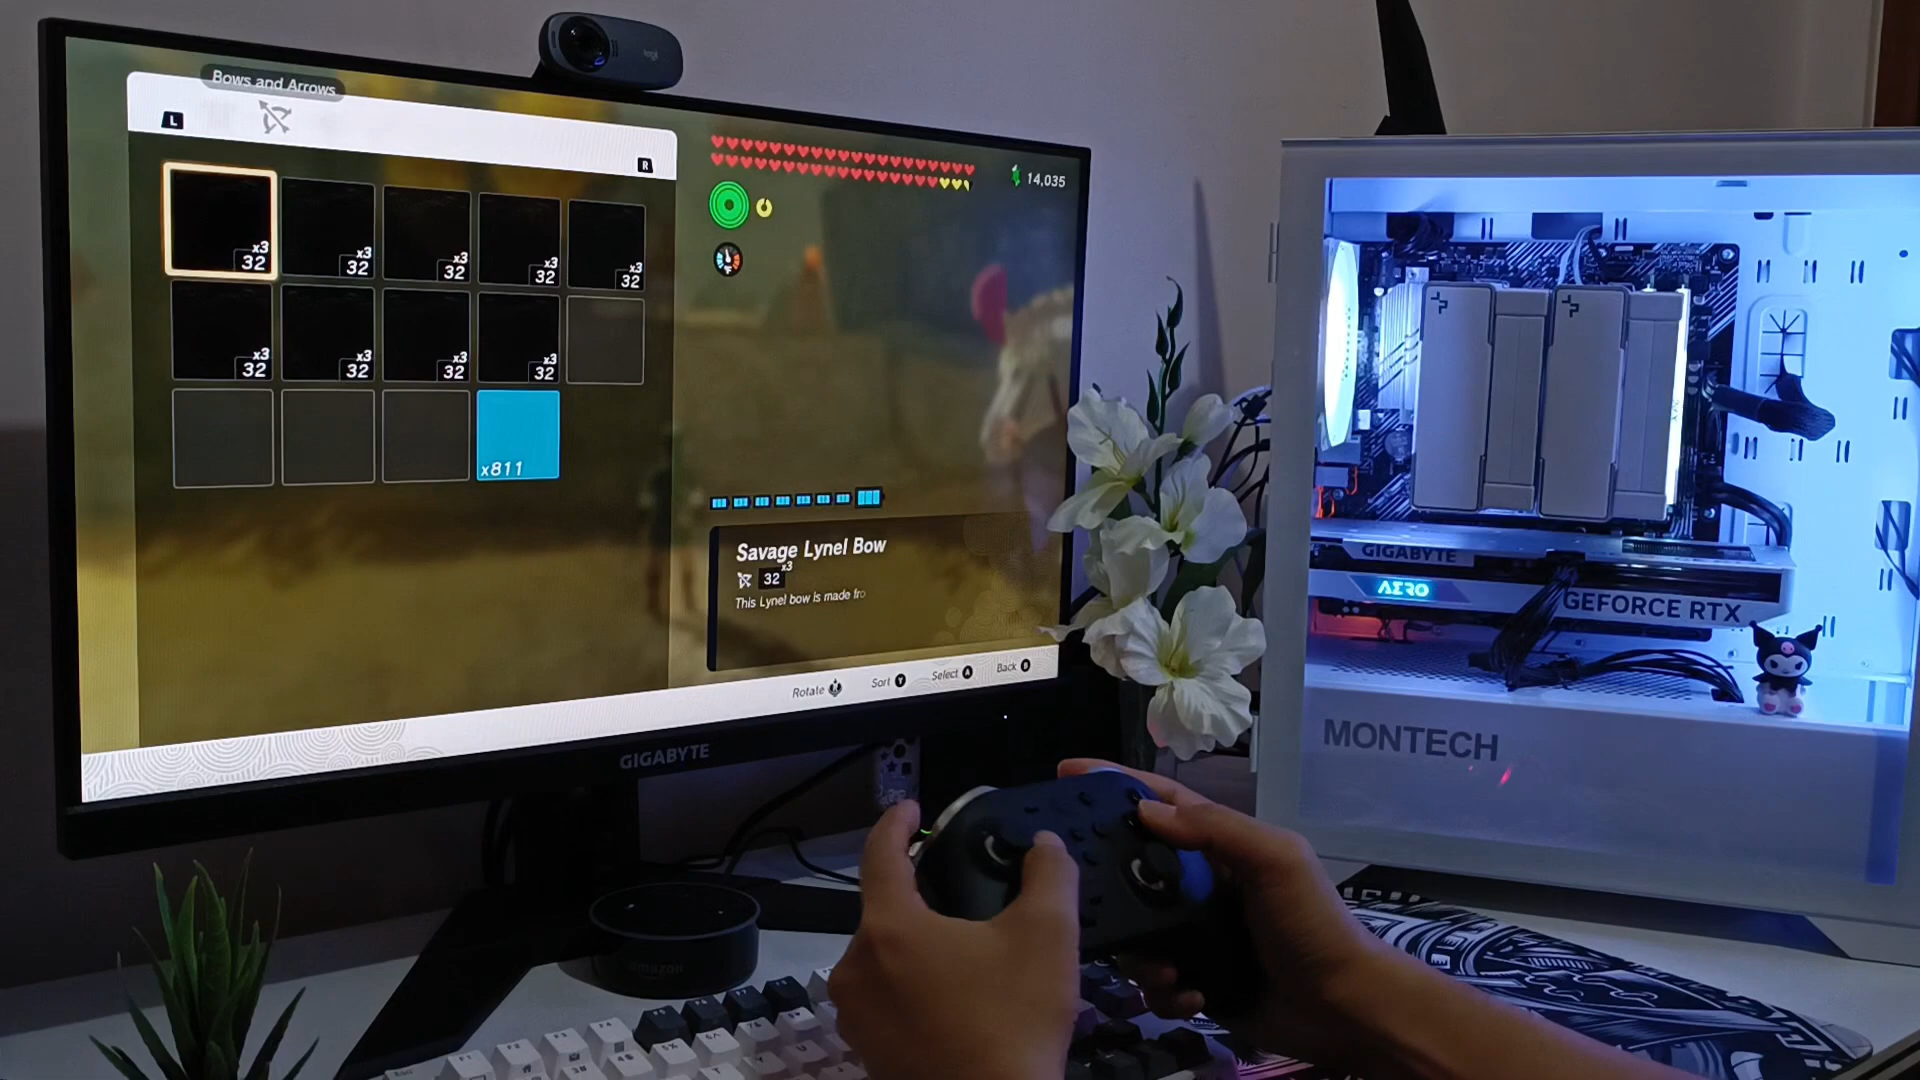 logi
Bows and Arrows
L
R
14,035
x3
32
x3
32
x3
32
x3
32
x3
32
x3
32
x3
32
x3
32
x3
32
x811
Savage Lynel Bow
32
x3
This Lynel bow is made fro
Rotate
Sort Y
Select A
Back B
GIGABYTE
GIGABYTE
AERO
GEFORCE RTX
MONTECH
amazon